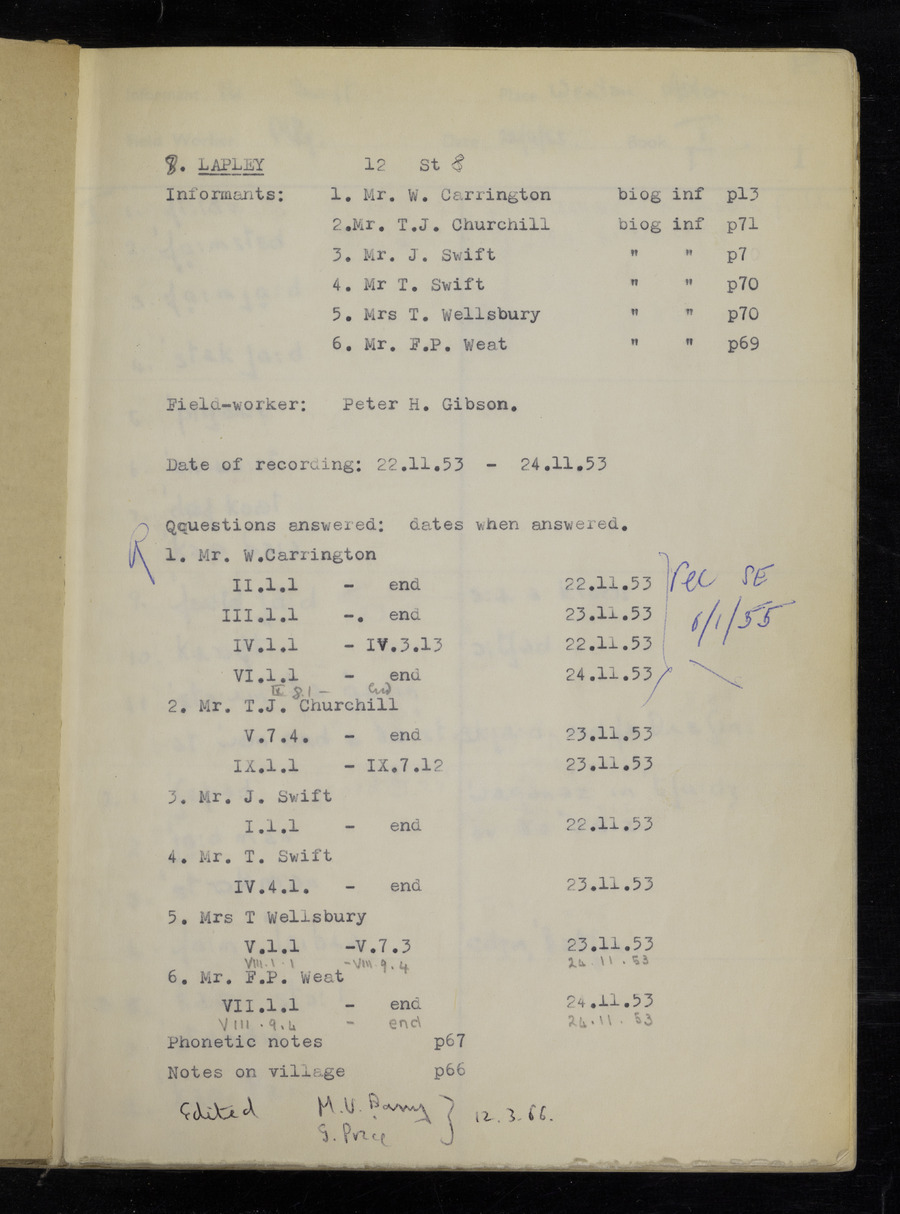 8. LAPLEY 12 St 8
Informants: 1. Mr. W. Carrington biog inf p13
2.Mr. T.J. Churchill biog inf p71
3. Mr. J. Swift " " p70
4. Mr T. Swift " " p70
5. Mrs T. Wellsbury " " p70
6. Mr. F.P. Weat " " p69
Field-worker: Peter H. Gibson.
Date of recording: 22.11.53 - 24.11.53
Qquestions answered: dates when answered.
R 1. Mr. W.Carrington
II.1.1 - end 22.11.53 rec SE
III.1.1 -. end 23.11.53 6/1/55
IV.1.1 - IV.3.13 22.11.53
VI.1.1 - end 24.11.53
IX 8.1 - end
2. Mr. T.J. Churchill
V.7.4. - end 23.11.53
IX.1.1 - IX.7.12 23.11.53
3. Mr. J. Swift
I.1.1 - end 22.11.53
4. Mr. T. Swift
IV.4.1. - end 23.11.53
5. Mrs T Wellsbury
V.1.1 -V.7.3 23.11.53
VIII.1.1 -VIII.9.4 24.11.53
6. Mr. F.P. Weat
VII.1.1 - end 24.11.53
VIII.9.4 - end 24.11.53
Phonetic notes p67
Notes on village p66
Edited M.V. Barry } 12.3.66.
G. Price